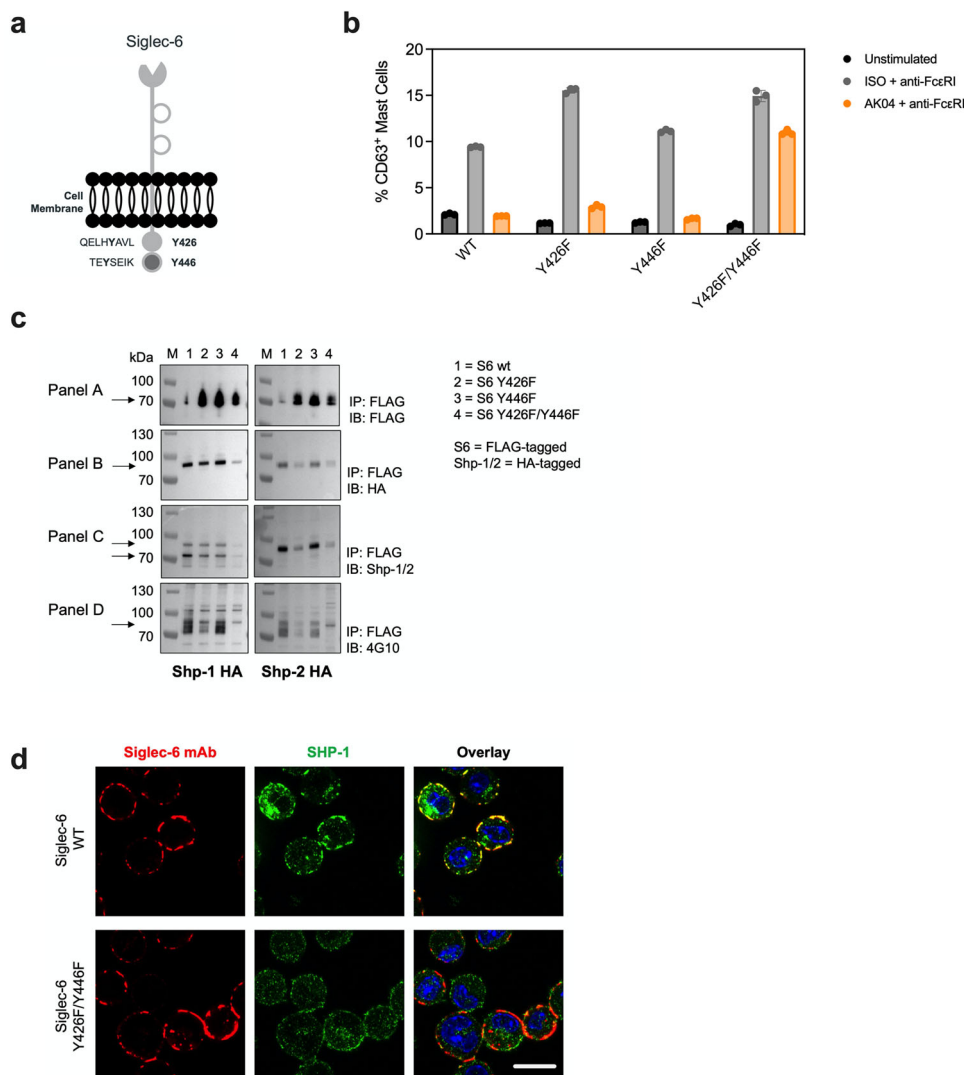 a
Siglec-6
Cell
Membrane
QELHYAVL Y426
TEYSEIK Y446
b
% CD63+ Mast Cells
20
15
10
5
0
WT
Y426F
Y446F
Y426F/Y446F
Unstimulated
ISO + anti-FcεRI
AK04 + anti-FcεRI
c
kDa M 1 2 3 4 M 1 2 3 4
Panel A
100
70
IP: FLAG
IB: FLAG
Panel B
130
100
70
IP: FLAG
IB: HA
Panel C
130
100
70
IP: FLAG
IB: Shp-1/2
Panel D
130
100
70
IP: FLAG
IB: 4G10
Shp-1 HA Shp-2 HA
1 = S6 wt
2 = S6 Y426F
3 = S6 Y446F
4 = S6 Y426F/Y446F
S6 = FLAG-tagged
Shp-1/2 = HA-tagged
d
Siglec-6 mAb SHP-1 Overlay
Siglec-6
WT
Siglec-6
Y426F/Y446F